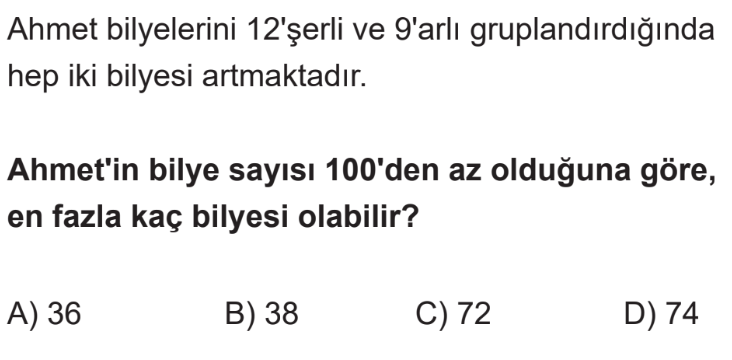 Ahmet bilyelerini 12'şerli ve 9'arlı gruplandırdığında
hep iki bilyesi artmaktadır.
Ahmet'in bilye sayısı 100'den az olduğuna göre,
en fazla kaç bilyesi olabilir?
A) 36 B) 38 C) 72 D) 74